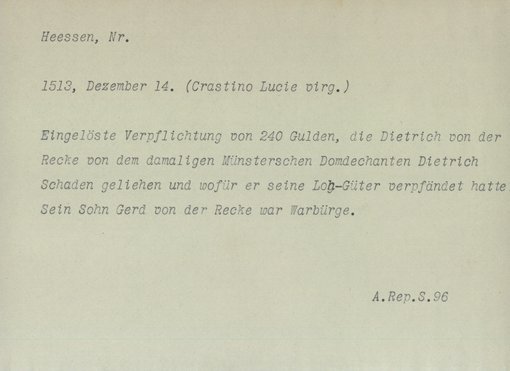 Heessen, Nr.
1513, Dezember 14. (Crastino Lucie virg.)
Eingelöste Verpflichtung von 240 Gulden, die Dietrich von der
Recke von dem damaligen Münsterschen Domdechanten Dietrich
Schaden geliehen und wofür er seine Loh-Güter verpfändet hatte
Sein Sohn Gerd von der Recke war Warbürge.
A.Rep.S.96